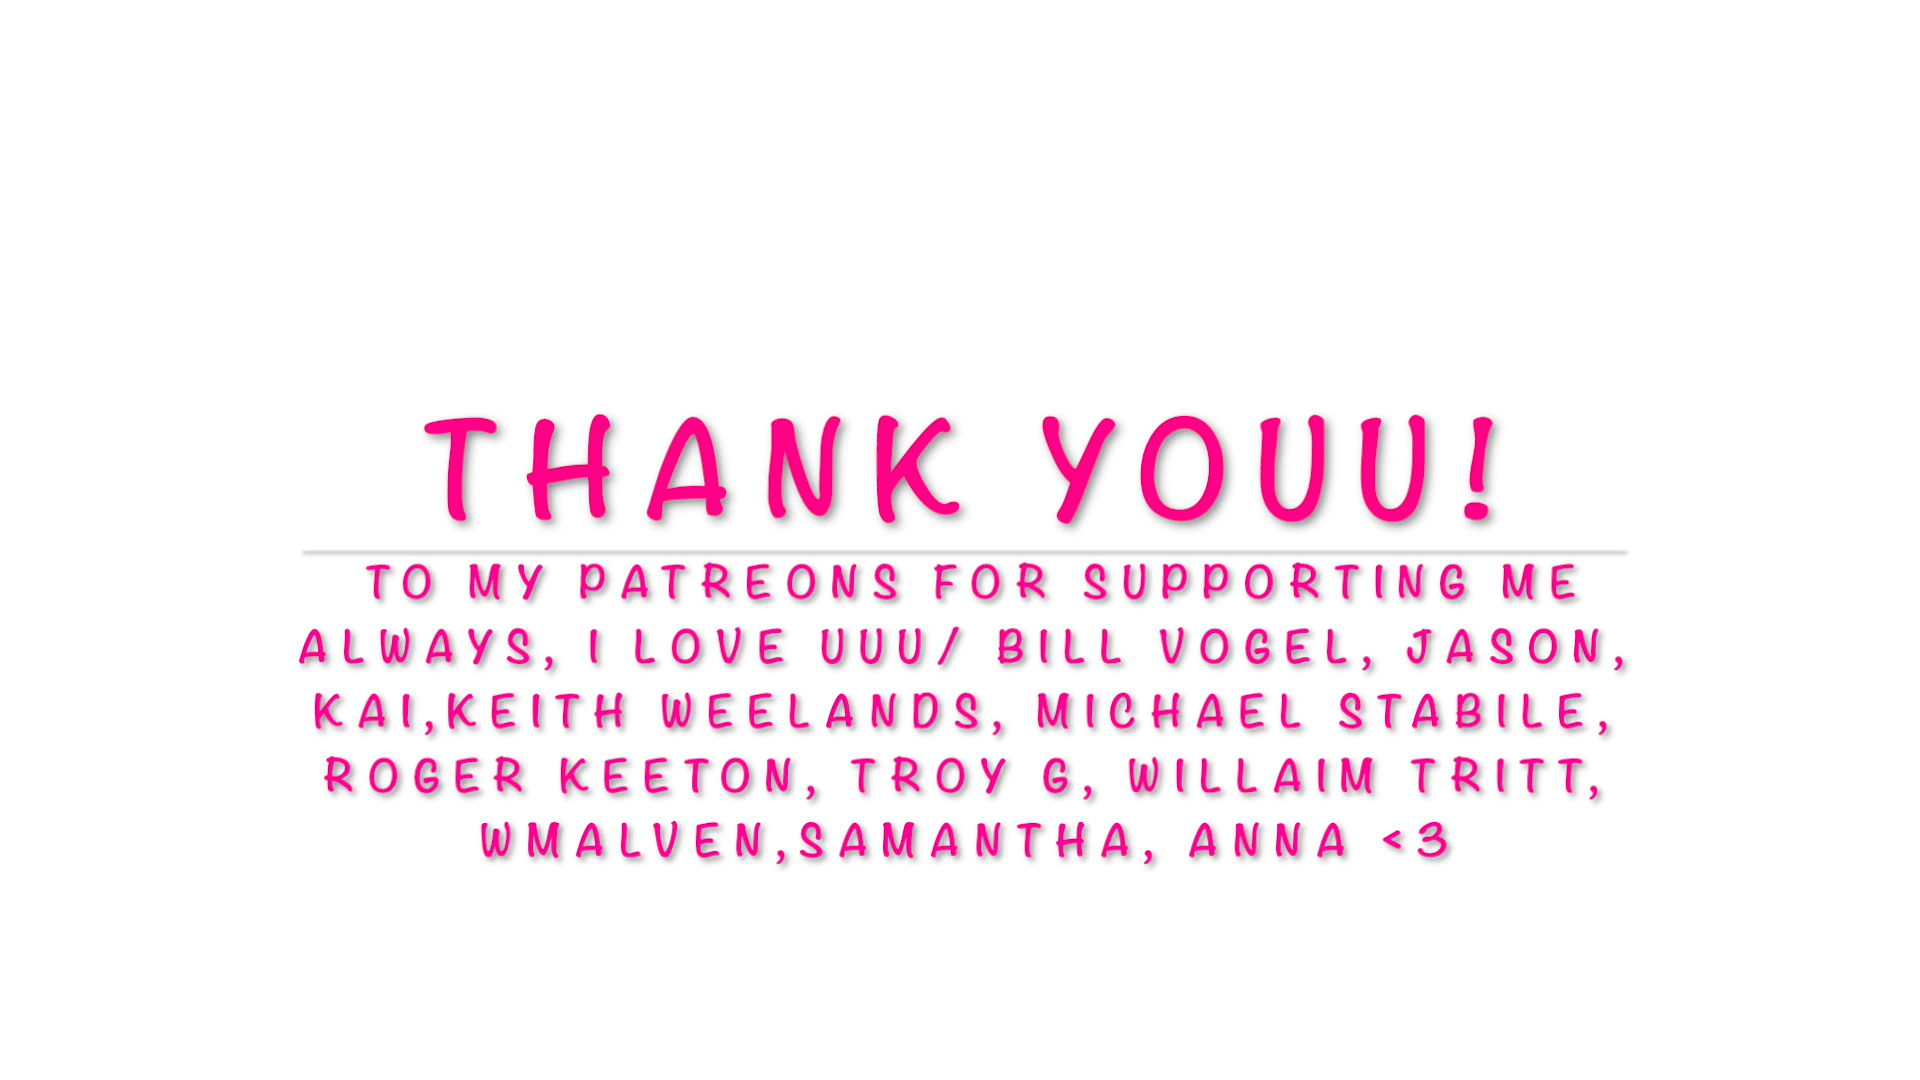 THANK YOUU!
TO MY PATREONS FOR SUPPORTING ME
ALWAYS, I LOVE UUU/ BILL VOGEL, JASON,
KAI,KEITH WEELANDS, MICHAEL STABILE,
ROGER KEETON, TROY G, WILLAIM TRITT,
WMALVEN,SAMANTHA, ANNA <3